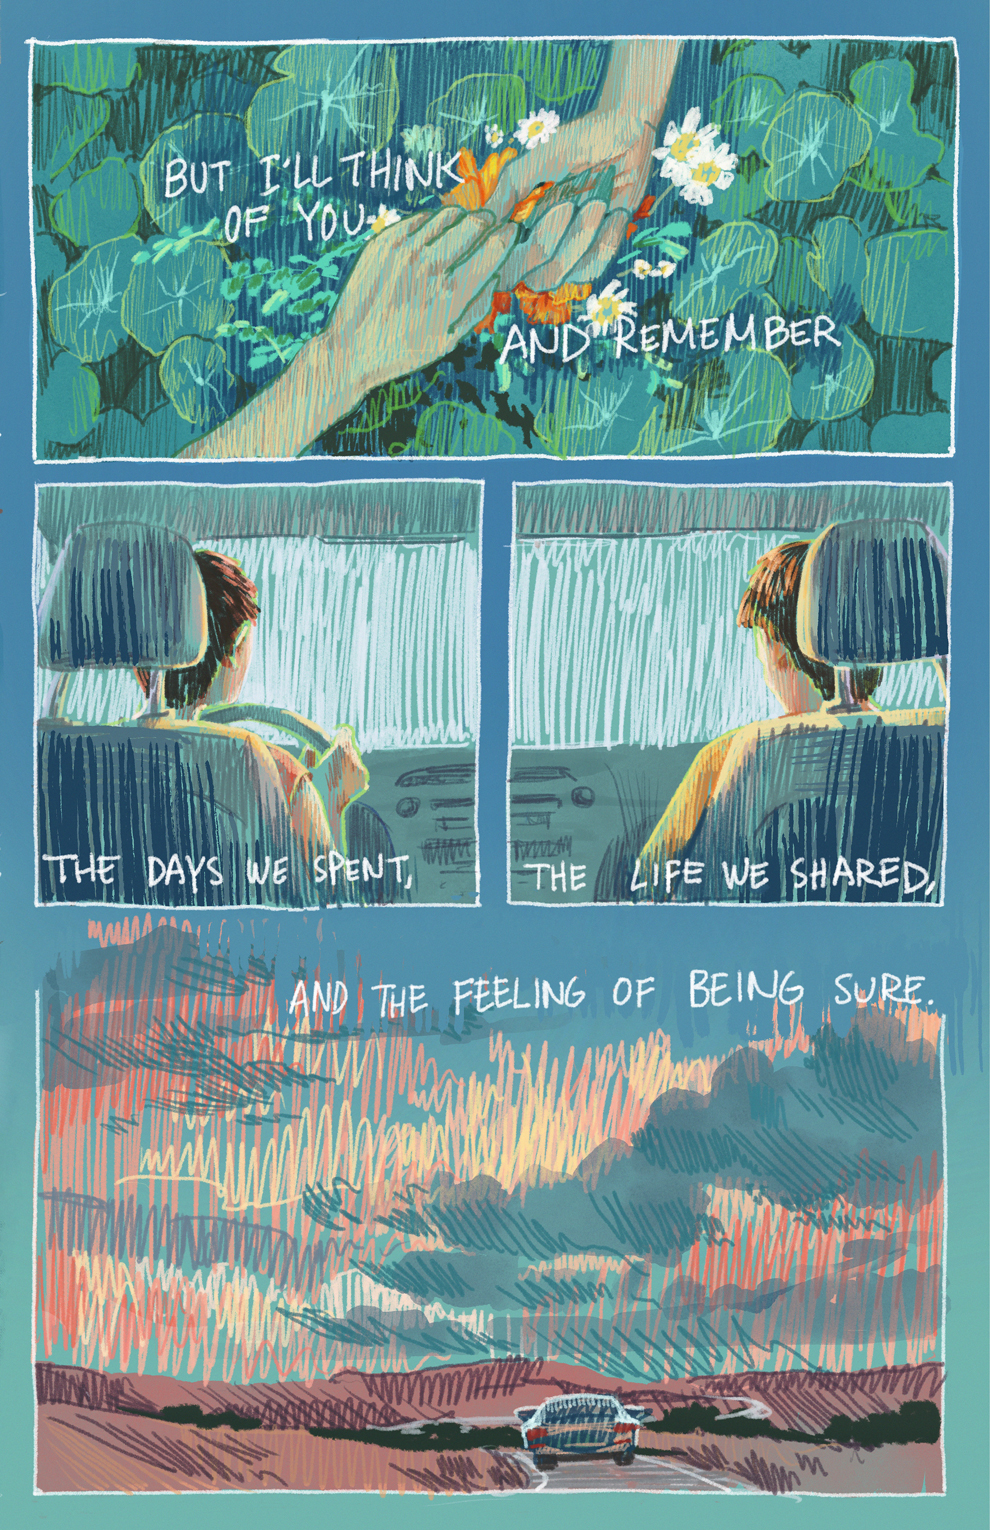 BUT I'LL THINK
OF YOU
AND REMEMBER
THE DAYS WE SPENT,
THE LIFE WE SHARED,
AND THE FEELING OF BEING SURE.